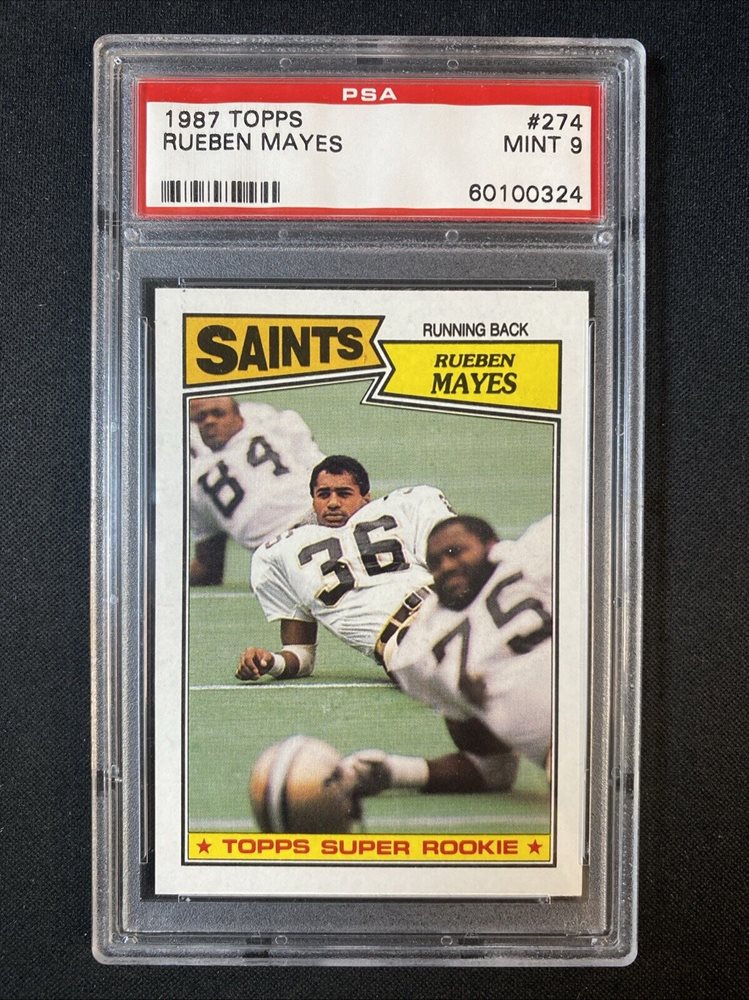 PSA
1987 TOPPS #274
RUEBEN MAYES MINT 9
60100324
SAINTS
RUNNING BACK
RUEBEN
MAYES
84
36
75
★ TOPPS SUPER ROOKIE ★